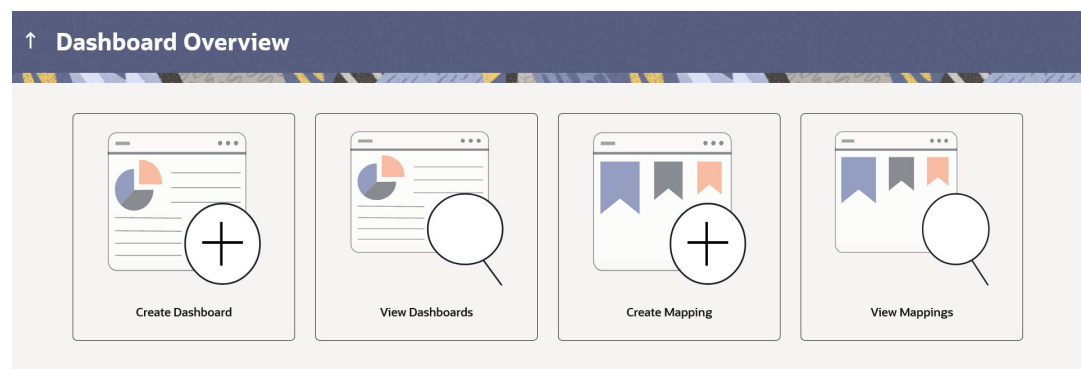 ↑ Dashboard Overview
Create Dashboard
View Dashboards
Create Mapping
View Mappings